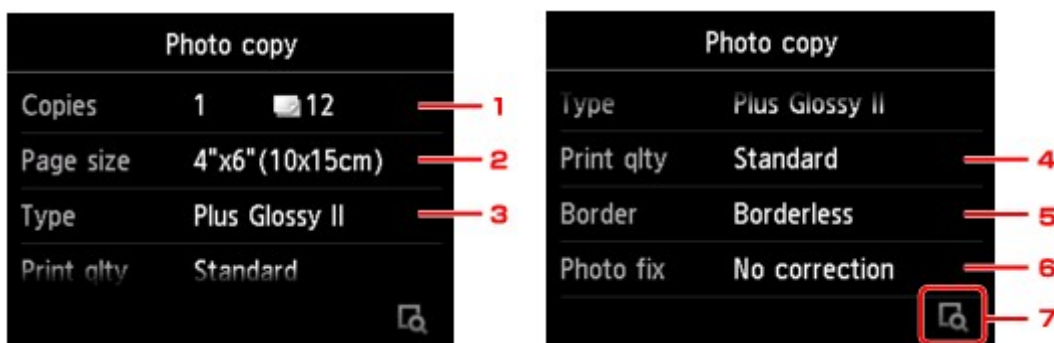 Photo copy
Copies 1 12 1
Page size 4"x6"(10x15cm) 2
Type Plus Glossy II 3
Print qlty Standard
Photo copy
Type Plus Glossy II
Print qlty Standard 4
Border Borderless 5
Photo fix No correction 6
7